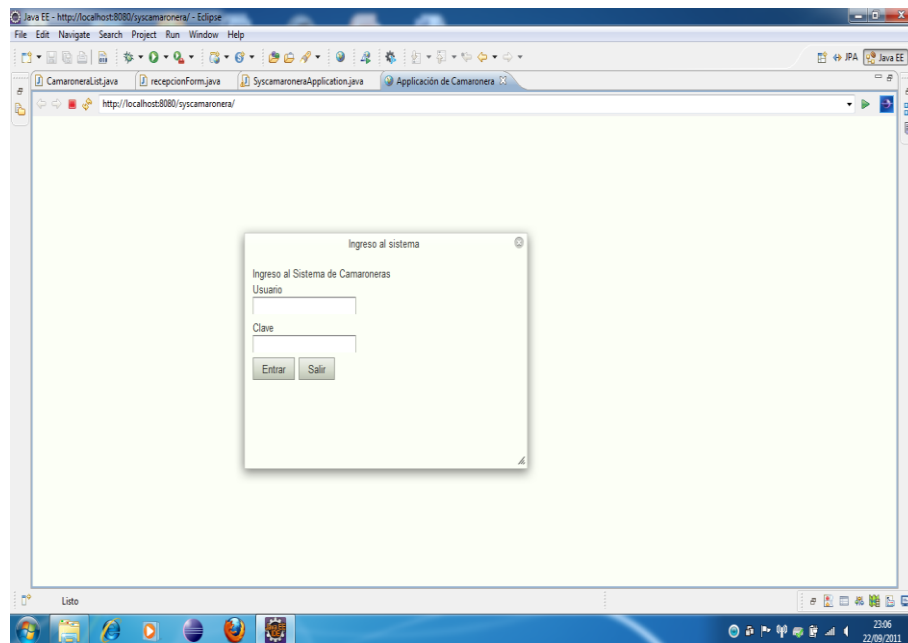 Java EE - http://localhost:8080/syscamaronera/ - Eclipse
File Edit Navigate Search Project Run Window Help
JPA Java EE
CamaroneraList.java recepcionForm.java SyscamaroneraApplication.java Applicación de Camaronera
http://localhost:8080/syscamaronera/
Ingreso al sistema
Ingreso al Sistema de Camaroneras
Usuario
Clave
Entrar Salir
Listo
23:06
22/09/2011